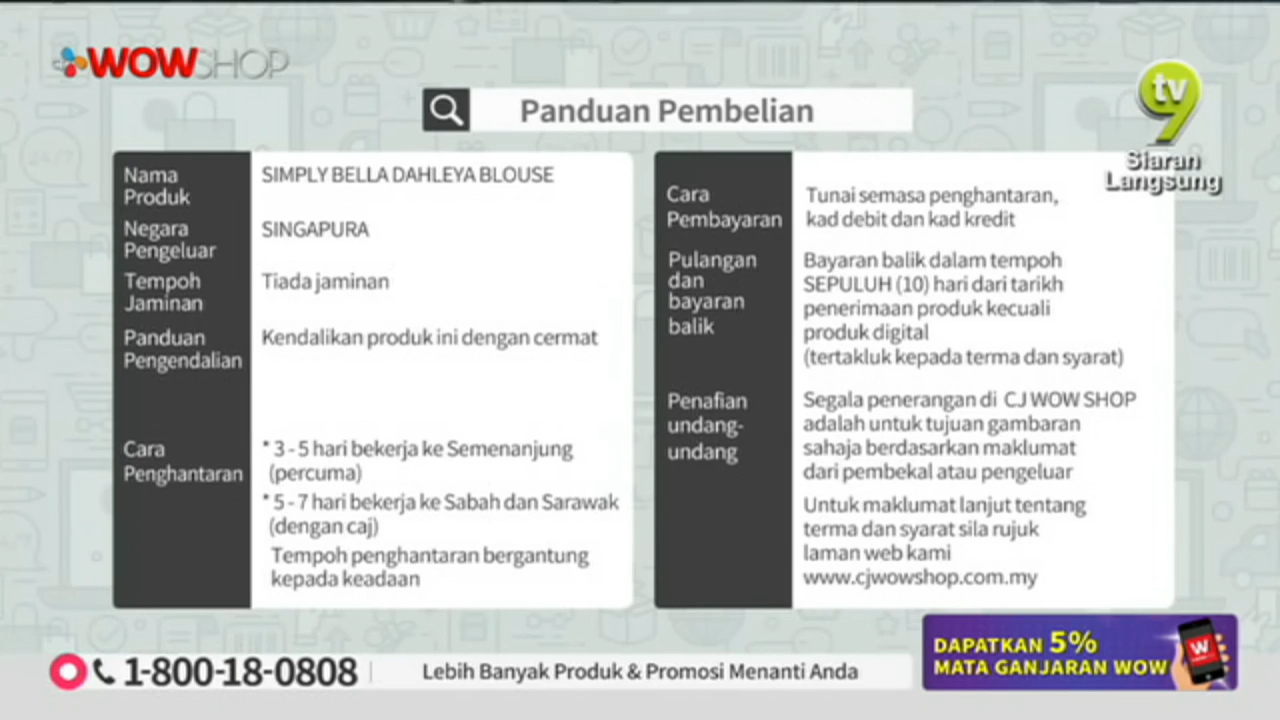 WOWSHOP
tv9
Siaran
Langsung
Panduan Pembelian
Nama
Produk
SIMPLY BELLA DAHLEYA BLOUSE
Negara
Pengeluar
SINGAPURA
Tempoh
Jaminan
Tiada jaminan
Panduan
Pengendalian
Kendalikan produk ini dengan cermat
Cara
Penghantaran
* 3 - 5 hari bekerja ke Semenanjung
(percuma)
* 5 - 7 hari bekerja ke Sabah dan Sarawak
(dengan caj)
Tempoh penghantaran bergantung
kepada keadaan
Cara
Pembayaran
Tunai semasa penghantaran,
kad debit dan kad kredit
Pulangan
dan
bayaran
balik
Bayaran balik dalam tempoh
SEPULUH (10) hari dari tarikh
penerimaan produk kecuali
produk digital
(tertakluk kepada terma dan syarat)
Penafian
undang-
undang
Segala penerangan di CJ WOW SHOP
adalah untuk tujuan gambaran
sahaja berdasarkan maklumat
dari pembekal atau pengeluar
Untuk maklumat lanjut tentang
terma dan syarat sila rujuk
laman web kami
www.cjwowshop.com.my
1-800-18-0808
Lebih Banyak Produk & Promosi Menanti Anda
DAPATKAN 5%
MATA GANJARAN WOW
W